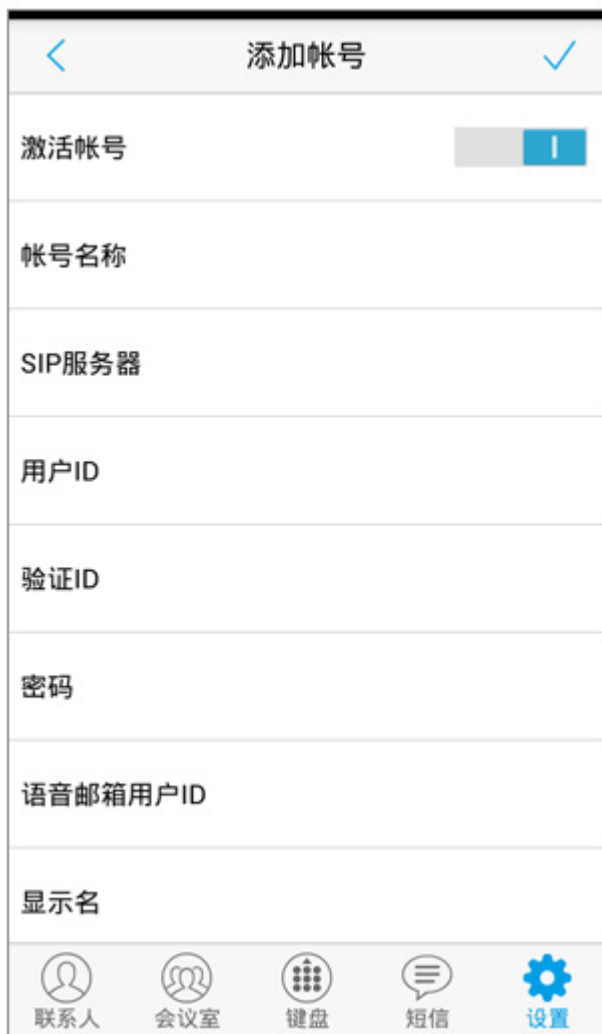 添加帐号
激活帐号
帐号名称
SIP服务器
用户ID
验证ID
密码
语音邮箱用户ID
显示名
联系人 会议室 键盘 短信 设置